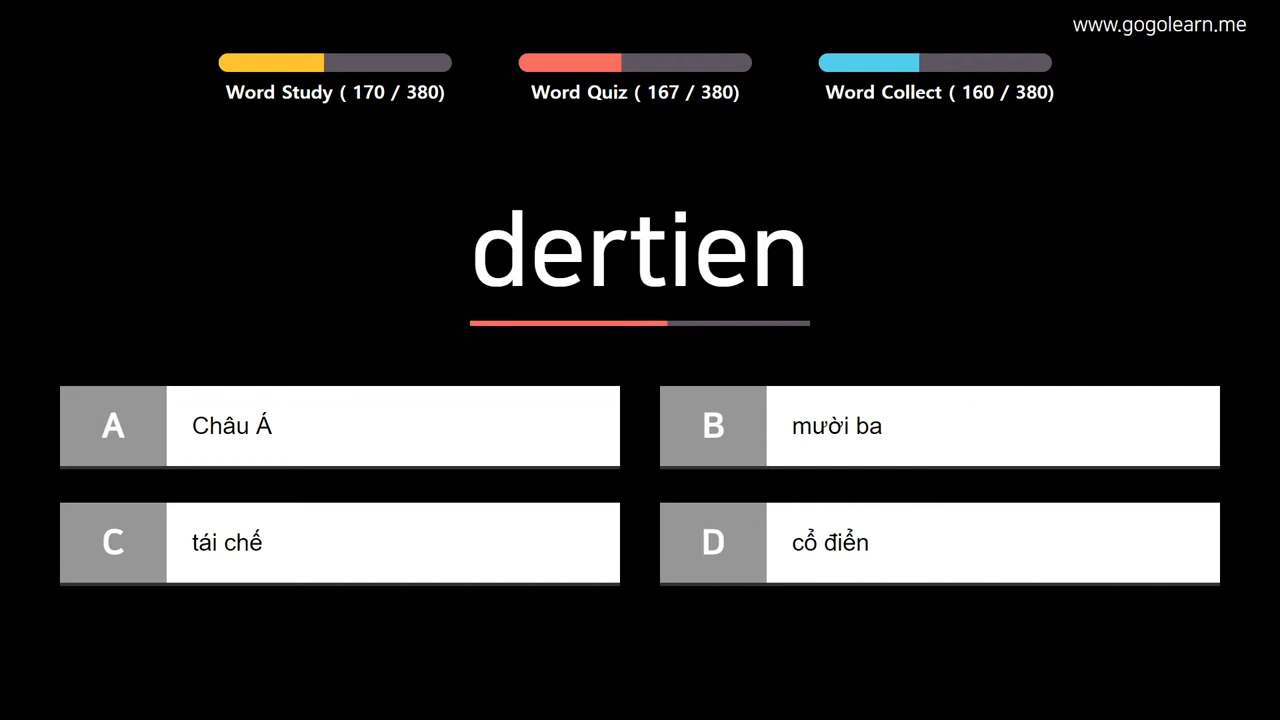 www.gogolearn.me
Word Study ( 170 / 380)
Word Quiz ( 167 / 380)
Word Collect ( 160 / 380)
dertien
A
Châu Á
B
mười ba
C
tái chế
D
cổ điển